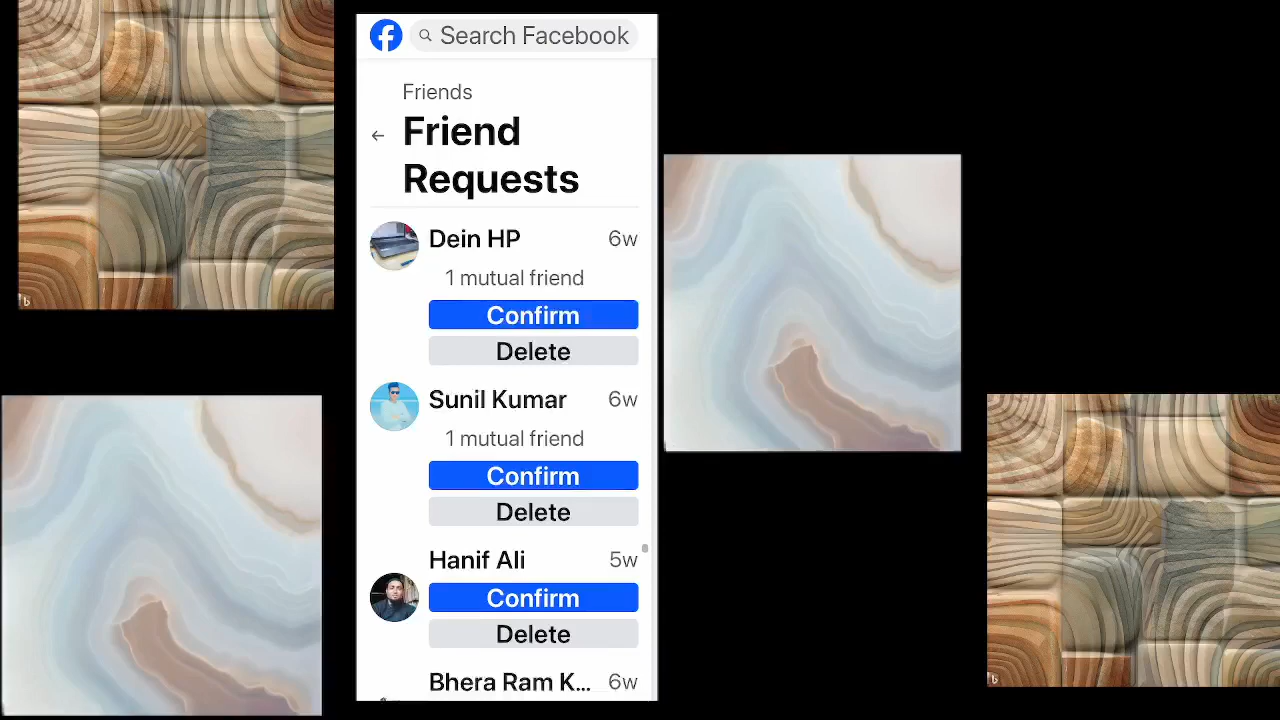 Search Facebook
Friends
Friend
Requests
Dein HP 6w
1 mutual friend
Confirm
Delete
Sunil Kumar 6w
1 mutual friend
Confirm
Delete
Hanif Ali 5w
Confirm
Delete
Bhera Ram K... 6w